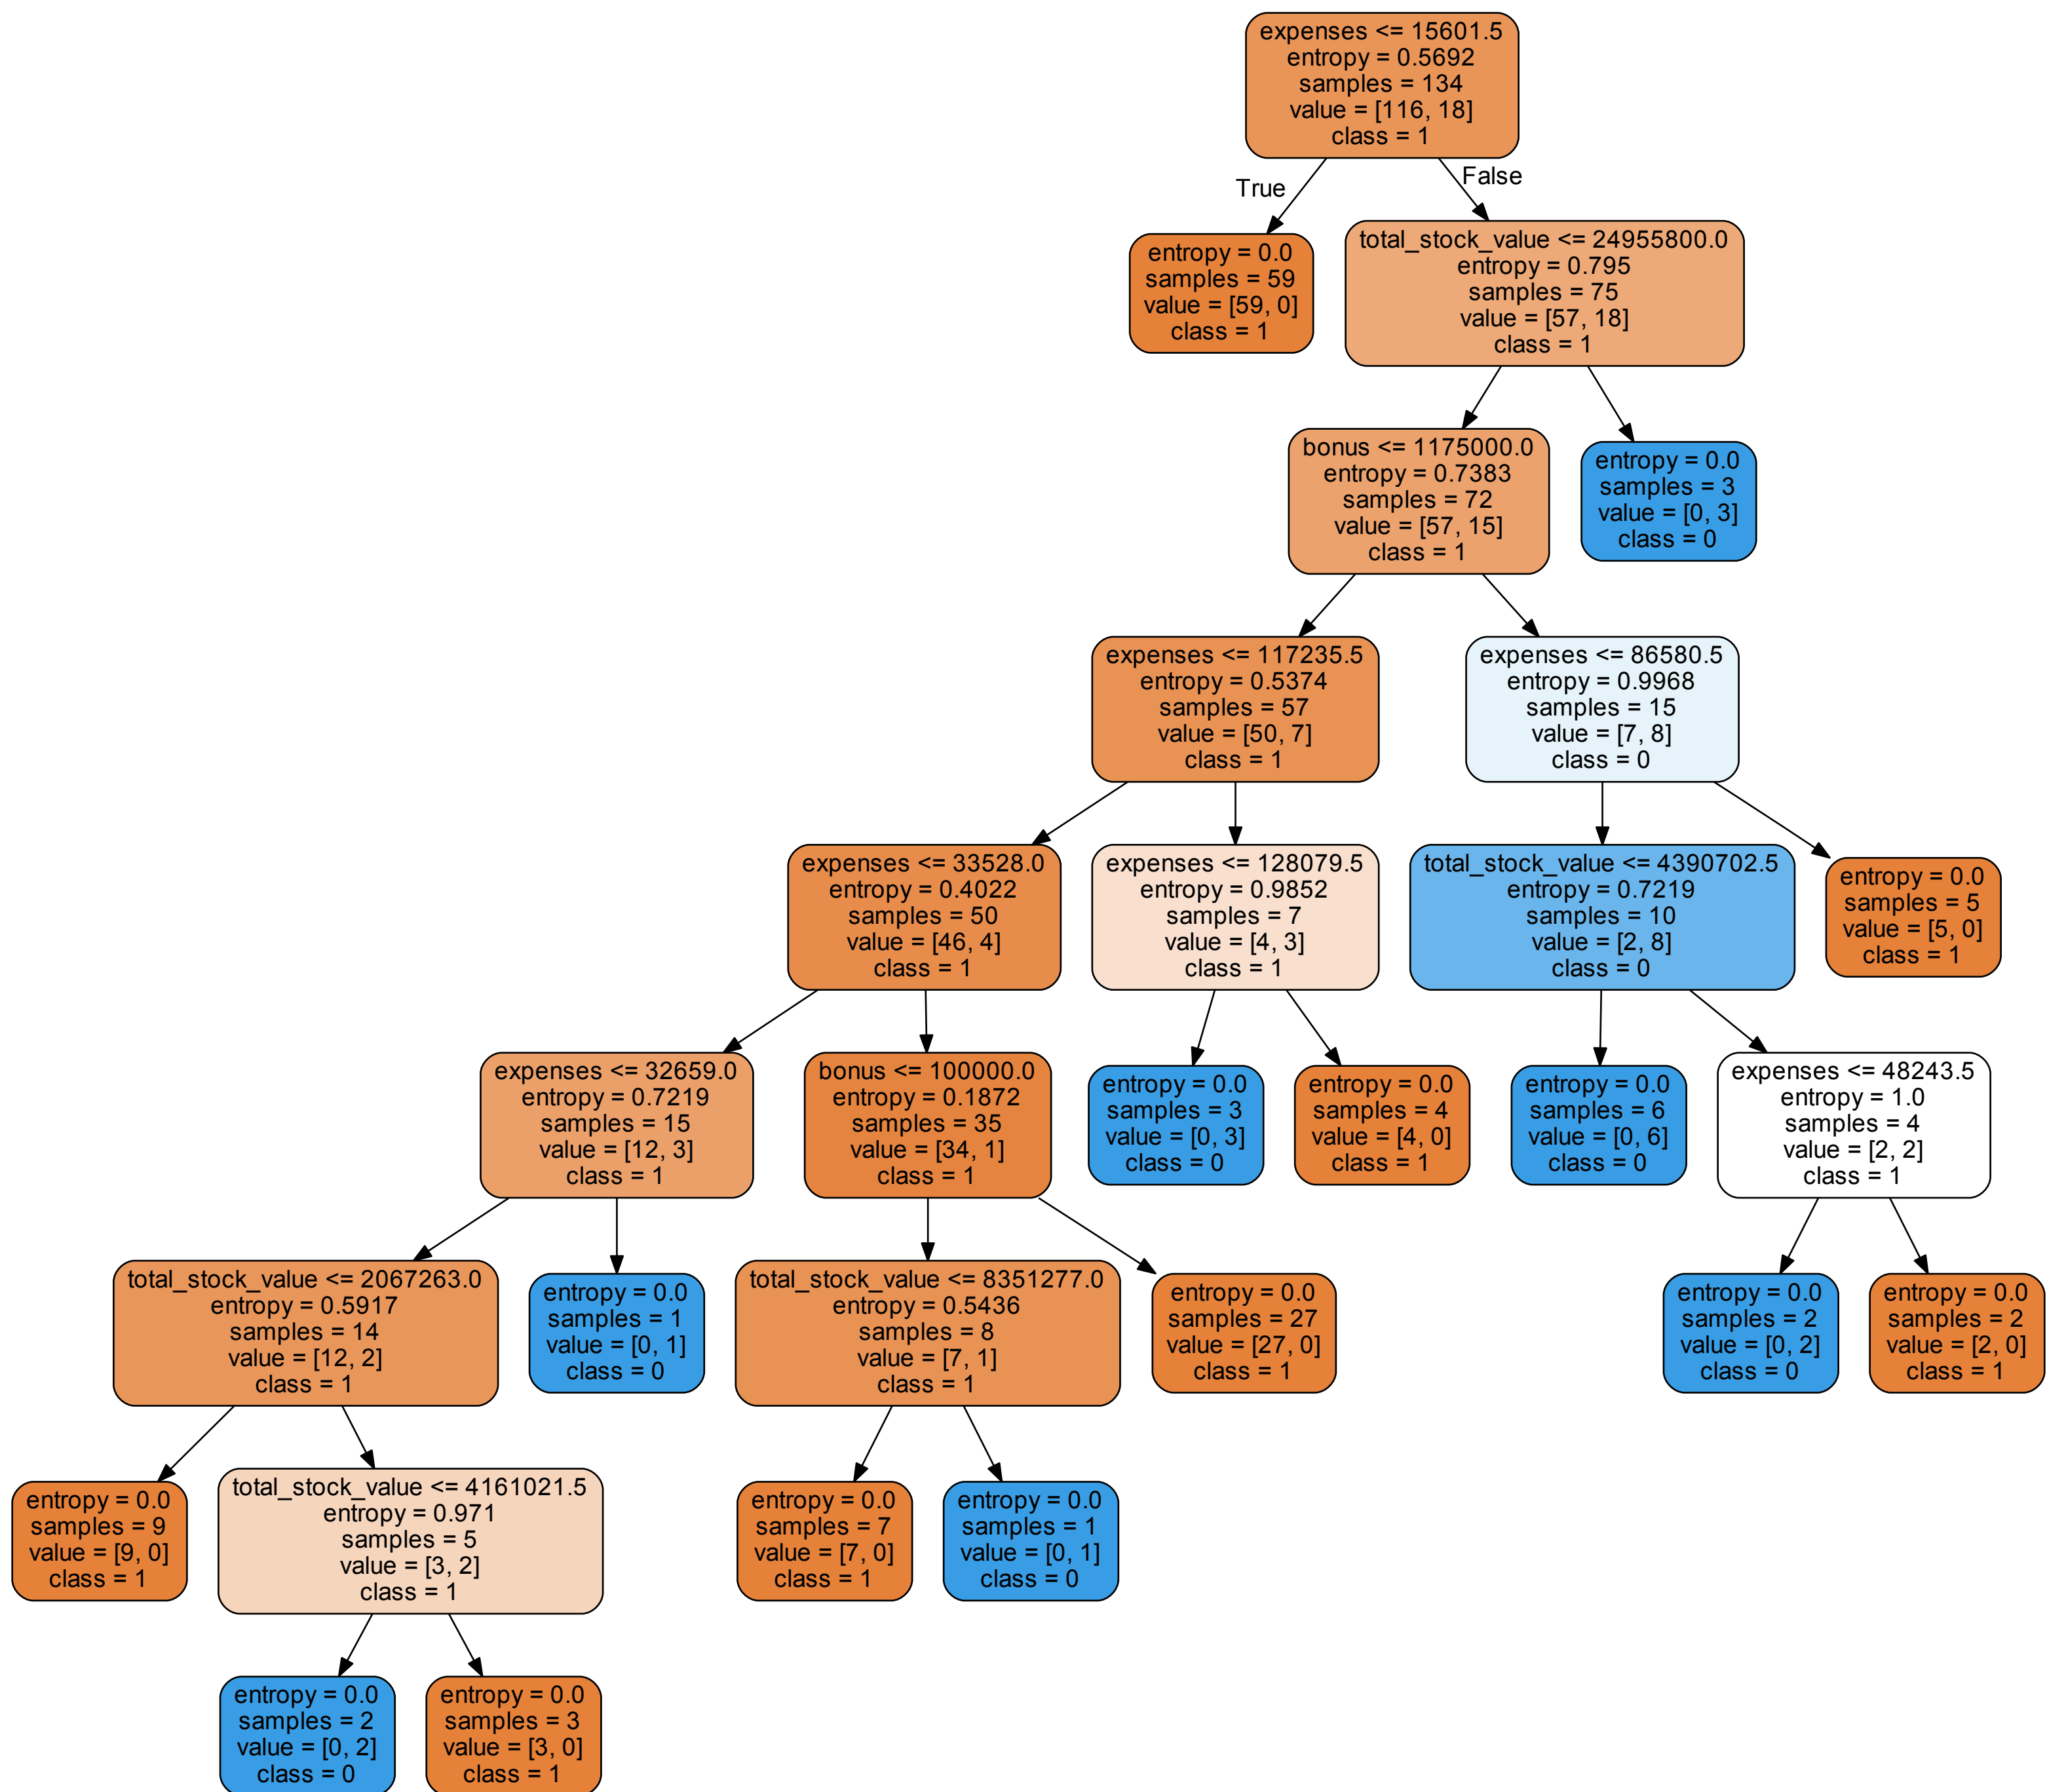 expenses <= 15601.5
entropy = 0.5692
samples = 134
value = [116, 18]
class = 1
True
False
entropy = 0.0
samples = 59
value = [59, 0]
class = 1
total_stock_value <= 24955800.0
entropy = 0.795
samples = 75
value = [57, 18]
class = 1
bonus <= 1175000.0
entropy = 0.7383
samples = 72
value = [57, 15]
class = 1
entropy = 0.0
samples = 3
value = [0, 3]
class = 0
expenses <= 117235.5
entropy = 0.5374
samples = 57
value = [50, 7]
class = 1
expenses <= 86580.5
entropy = 0.9968
samples = 15
value = [7, 8]
class = 0
expenses <= 33528.0
entropy = 0.4022
samples = 50
value = [46, 4]
class = 1
expenses <= 128079.5
entropy = 0.9852
samples = 7
value = [4, 3]
class = 1
total_stock_value <= 4390702.5
entropy = 0.7219
samples = 10
value = [2, 8]
class = 0
entropy = 0.0
samples = 5
value = [5, 0]
class = 1
expenses <= 32659.0
entropy = 0.7219
samples = 15
value = [12, 3]
class = 1
bonus <= 100000.0
entropy = 0.1872
samples = 35
value = [34, 1]
class = 1
entropy = 0.0
samples = 3
value = [0, 3]
class = 0
entropy = 0.0
samples = 4
value = [4, 0]
class = 1
entropy = 0.0
samples = 6
value = [0, 6]
class = 0
expenses <= 48243.5
entropy = 1.0
samples = 4
value = [2, 2]
class = 1
total_stock_value <= 2067263.0
entropy = 0.5917
samples = 14
value = [12, 2]
class = 1
entropy = 0.0
samples = 1
value = [0, 1]
class = 0
total_stock_value <= 8351277.0
entropy = 0.5436
samples = 8
value = [7, 1]
class = 1
entropy = 0.0
samples = 27
value = [27, 0]
class = 1
entropy = 0.0
samples = 2
value = [0, 2]
class = 0
entropy = 0.0
samples = 2
value = [2, 0]
class = 1
entropy = 0.0
samples = 9
value = [9, 0]
class = 1
total_stock_value <= 4161021.5
entropy = 0.971
samples = 5
value = [3, 2]
class = 1
entropy = 0.0
samples = 7
value = [7, 0]
class = 1
entropy = 0.0
samples = 1
value = [0, 1]
class = 0
entropy = 0.0
samples = 2
value = [0, 2]
class = 0
entropy = 0.0
samples = 3
value = [3, 0]
class = 1